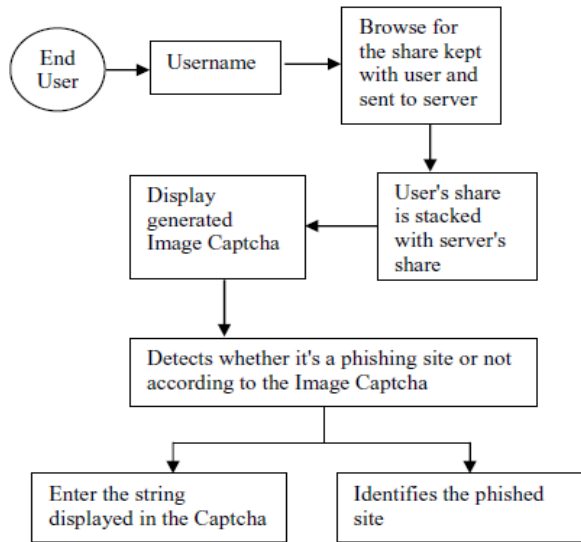 End
User
Username
Browse for
the share kept
with user and
sent to server
User's share
is stacked
with server's
share
Display
generated
Image Captcha
Detects whether it's a phishing site or not
according to the Image Captcha
Enter the string
displayed in the Captcha
Identifies the phished
site